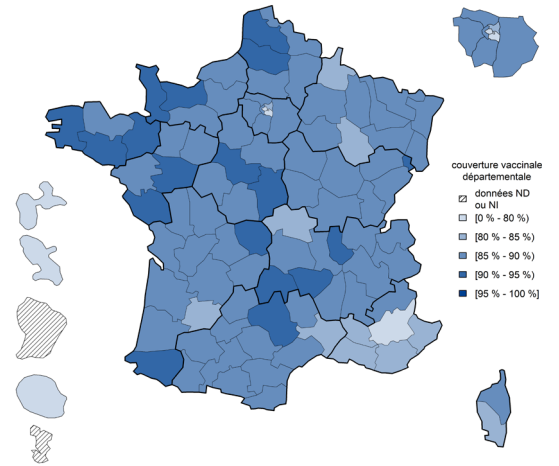 couverture vaccinale
départementale
données ND
ou NI
[0 % - 80 %)
[80 % - 85 %)
[85 % - 90 %)
[90 % - 95 %)
[95 % - 100 %]